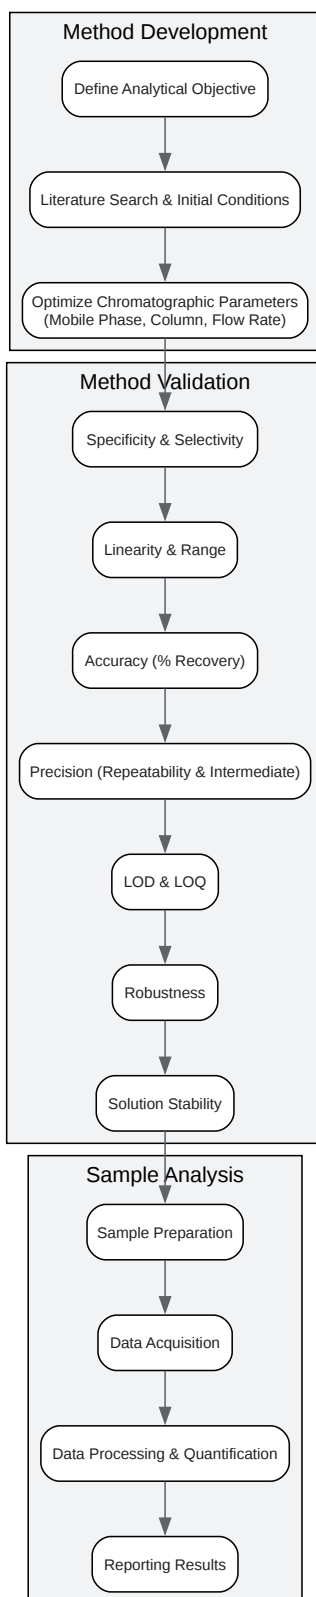 Method Development
Define Analytical Objective
Literature Search & Initial Conditions
Optimize Chromatographic Parameters
(Mobile Phase, Column, Flow Rate)
Method Validation
Specificity & Selectivity
Linearity & Range
Accuracy (% Recovery)
Precision (Repeatability & Intermediate)
LOD & LOQ
Robustness
Solution Stability
Sample Analysis
Sample Preparation
Data Acquisition
Data Processing & Quantification
Reporting Results